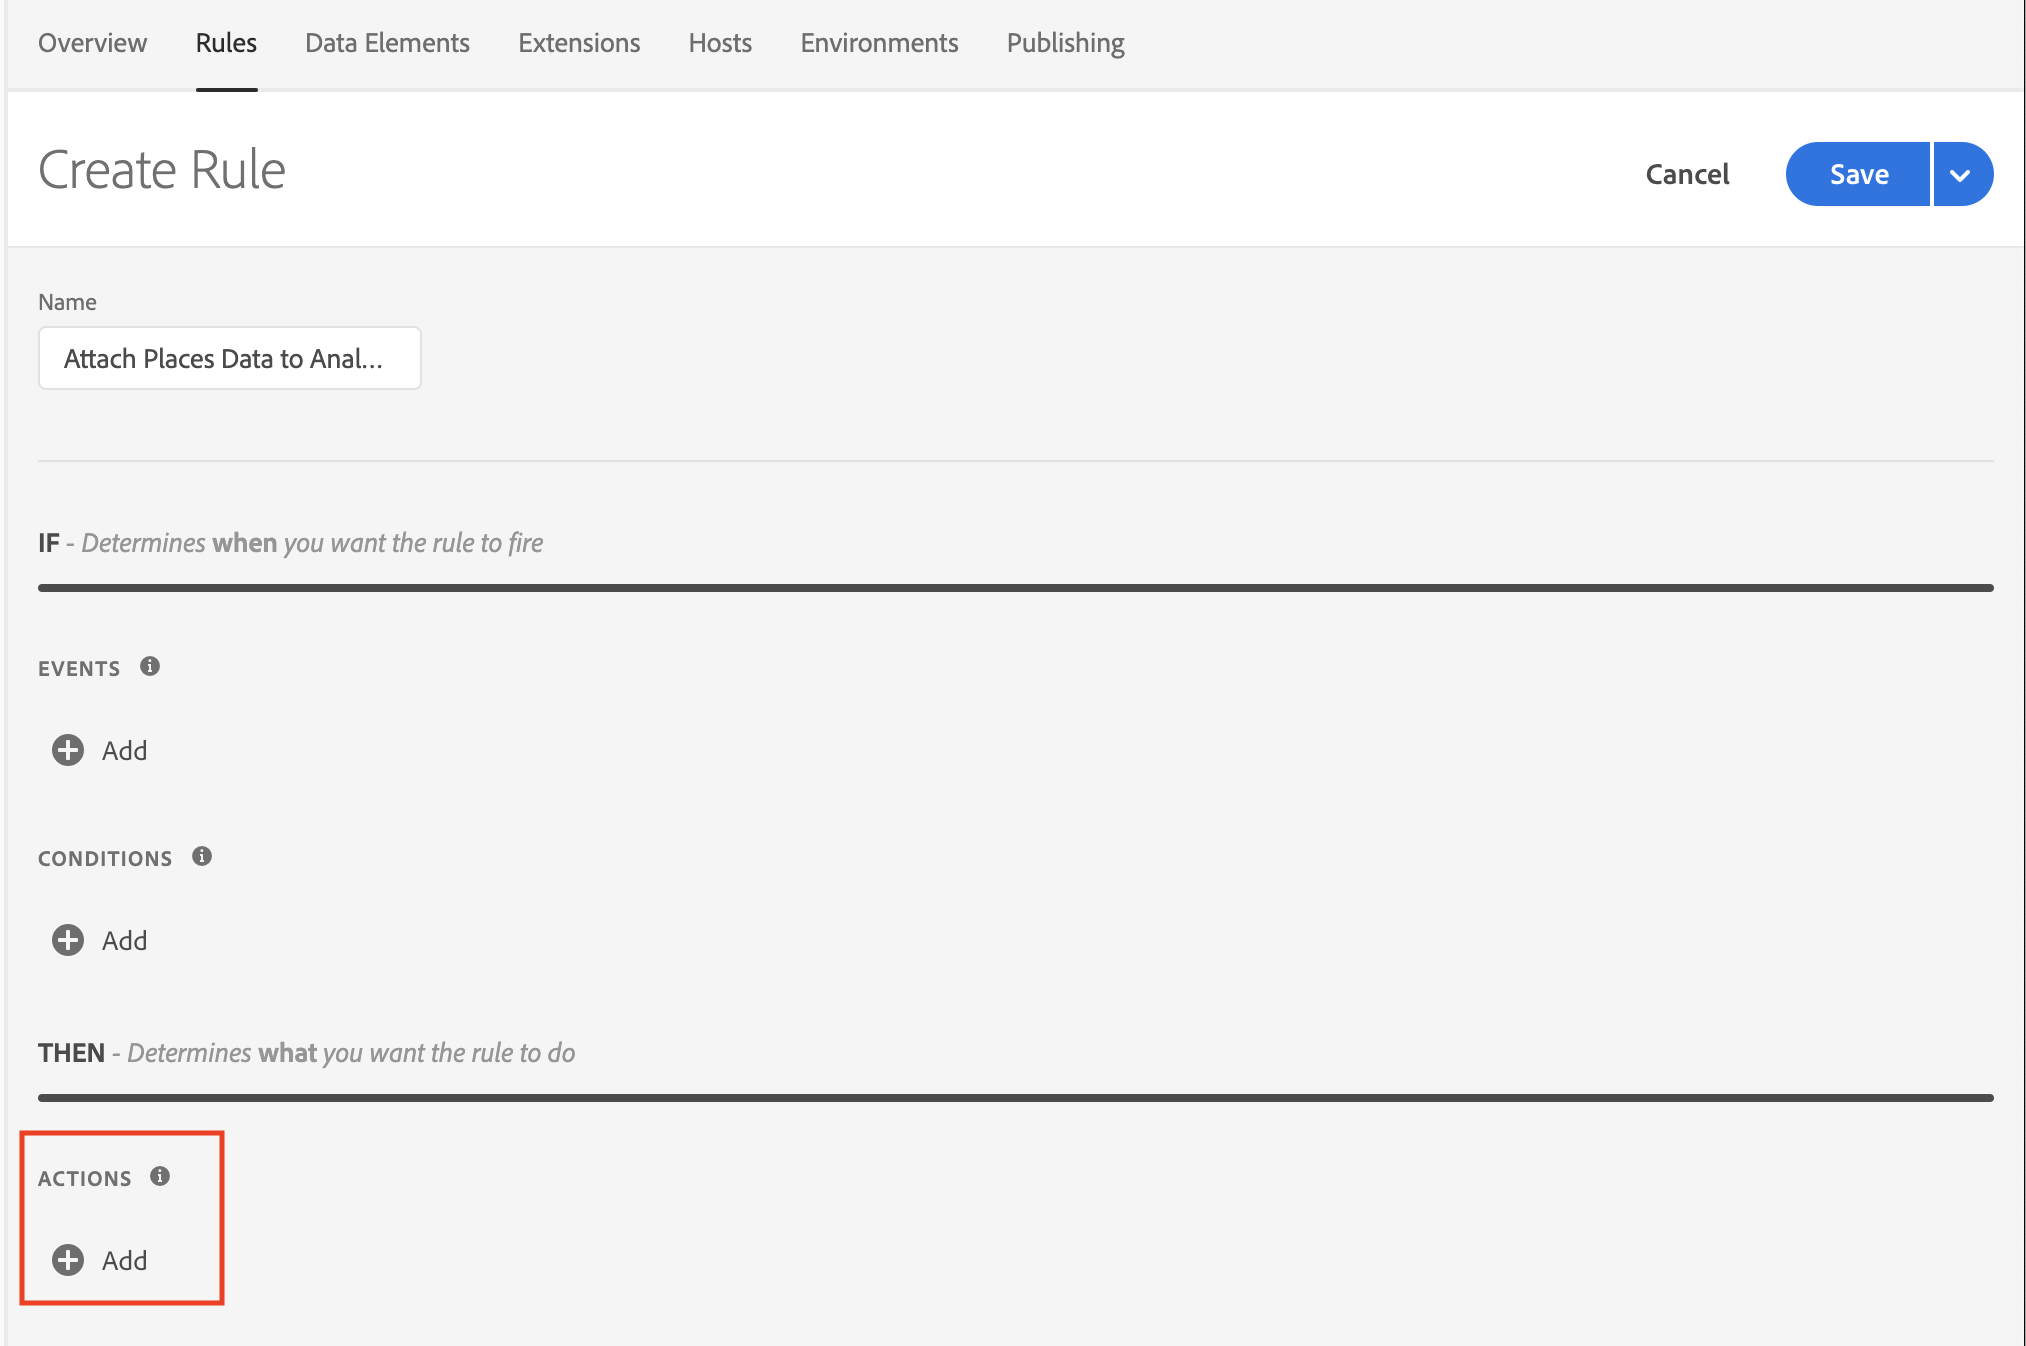 Overview Rules Data Elements Extensions Hosts Environments Publishing
Create Rule
Cancel Save
Name
Attach Places Data to Anal...
IF - Determines when you want the rule to fire
EVENTS
Add
CONDITIONS
Add
THEN - Determines what you want the rule to do
ACTIONS
Add